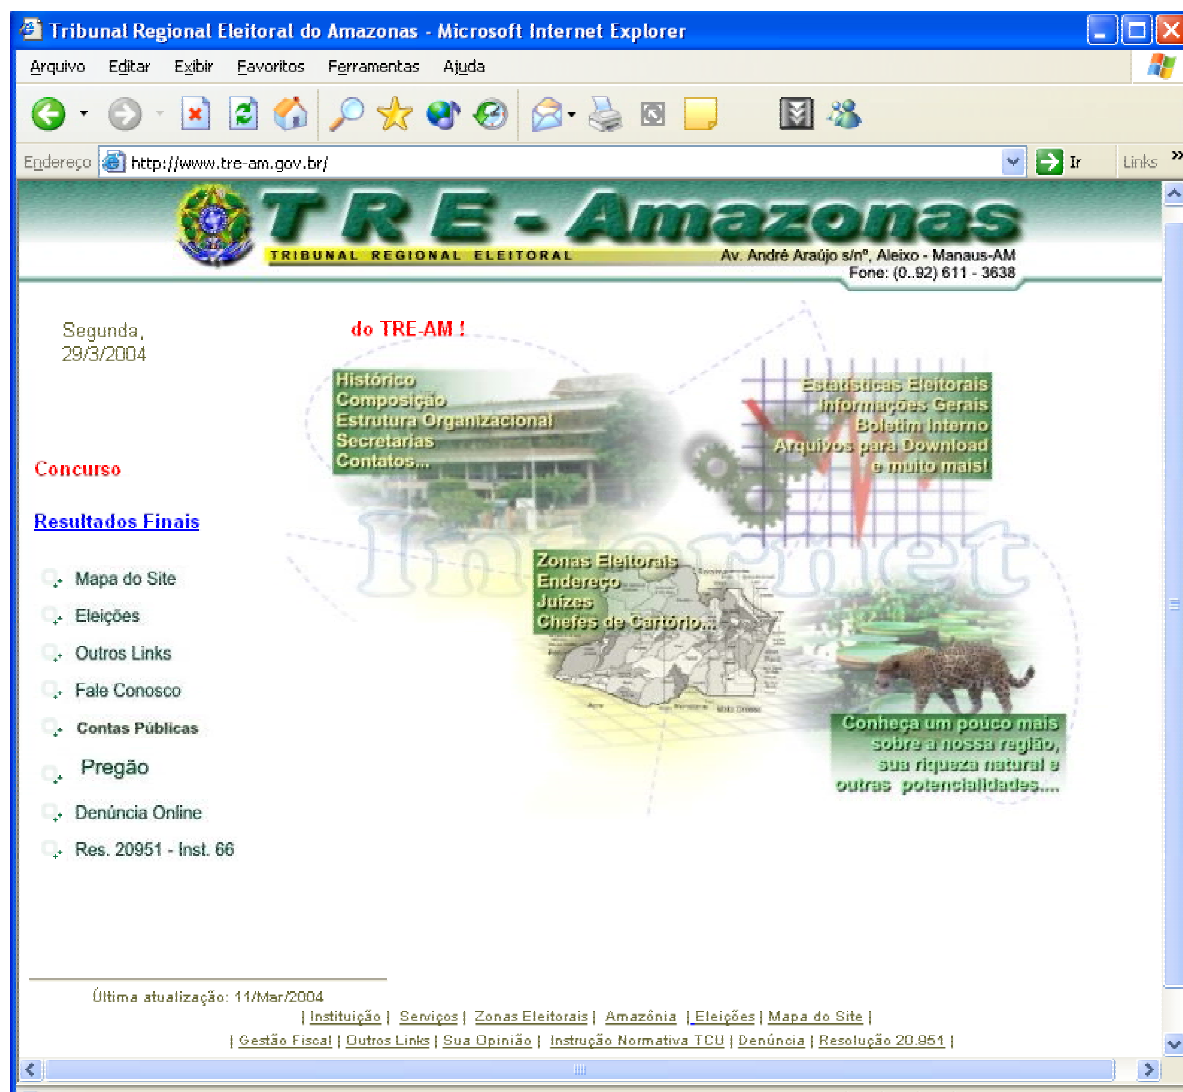 Tribunal Regional Eleitoral do Amazonas - Microsoft Internet Explorer
Arquivo Editar Exibir Favoritos Ferramentas Ajuda
Endereço http://www.tre-am.gov.br/ Ir Links »
TRE - Amazonas
TRIBUNAL REGIONAL ELEITORAL
Av. André Araújo s/nº, Aleixo - Manaus-AM
Fone: (0..92) 611 - 3638
Segunda,
29/3/2004
do TRE-AM !
Histórico
Composição
Estrutura Organizacional
Secretarias
Contatos...
Estatísticas Eleitorais
Informações Gerais
Boletim Interno
Arquivos para Download
e muito mais!
Concurso
Resultados Finais
Internet
Zonas Eleitorais
Endereço
Juízes
Chefes de Cartório...
Mapa do Site
Eleições
Outros Links
Fale Conosco
Contas Públicas
Pregão
Denúncia Online
Res. 20951 - Inst. 66
Conheça um pouco mais
sobre a nossa região,
sua riqueza natural e
outras potencialidades....
Última atualização: 11/Mar/2004
| Instituição | Serviços | Zonas Eleitorais | Amazônia | Eleições | Mapa do Site |
| Gestão Fiscal | Outros Links | Sua Opinião | Instrução Normativa TCU | Denúncia | Resolução 20.951 |